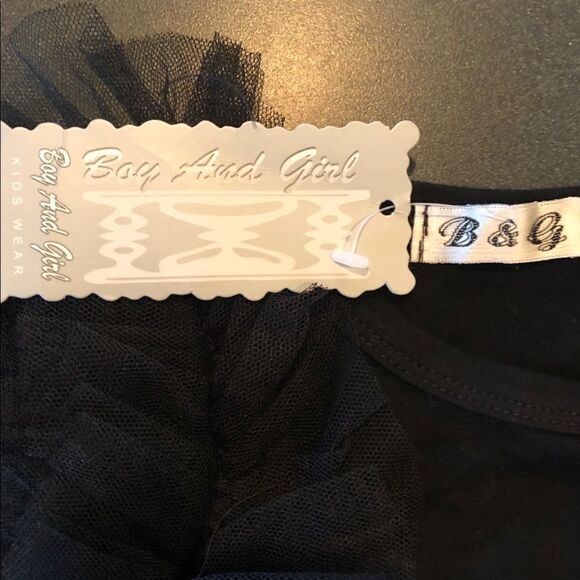 Boy And Girl
Boy And Girl
KIDS WEAR
B & G